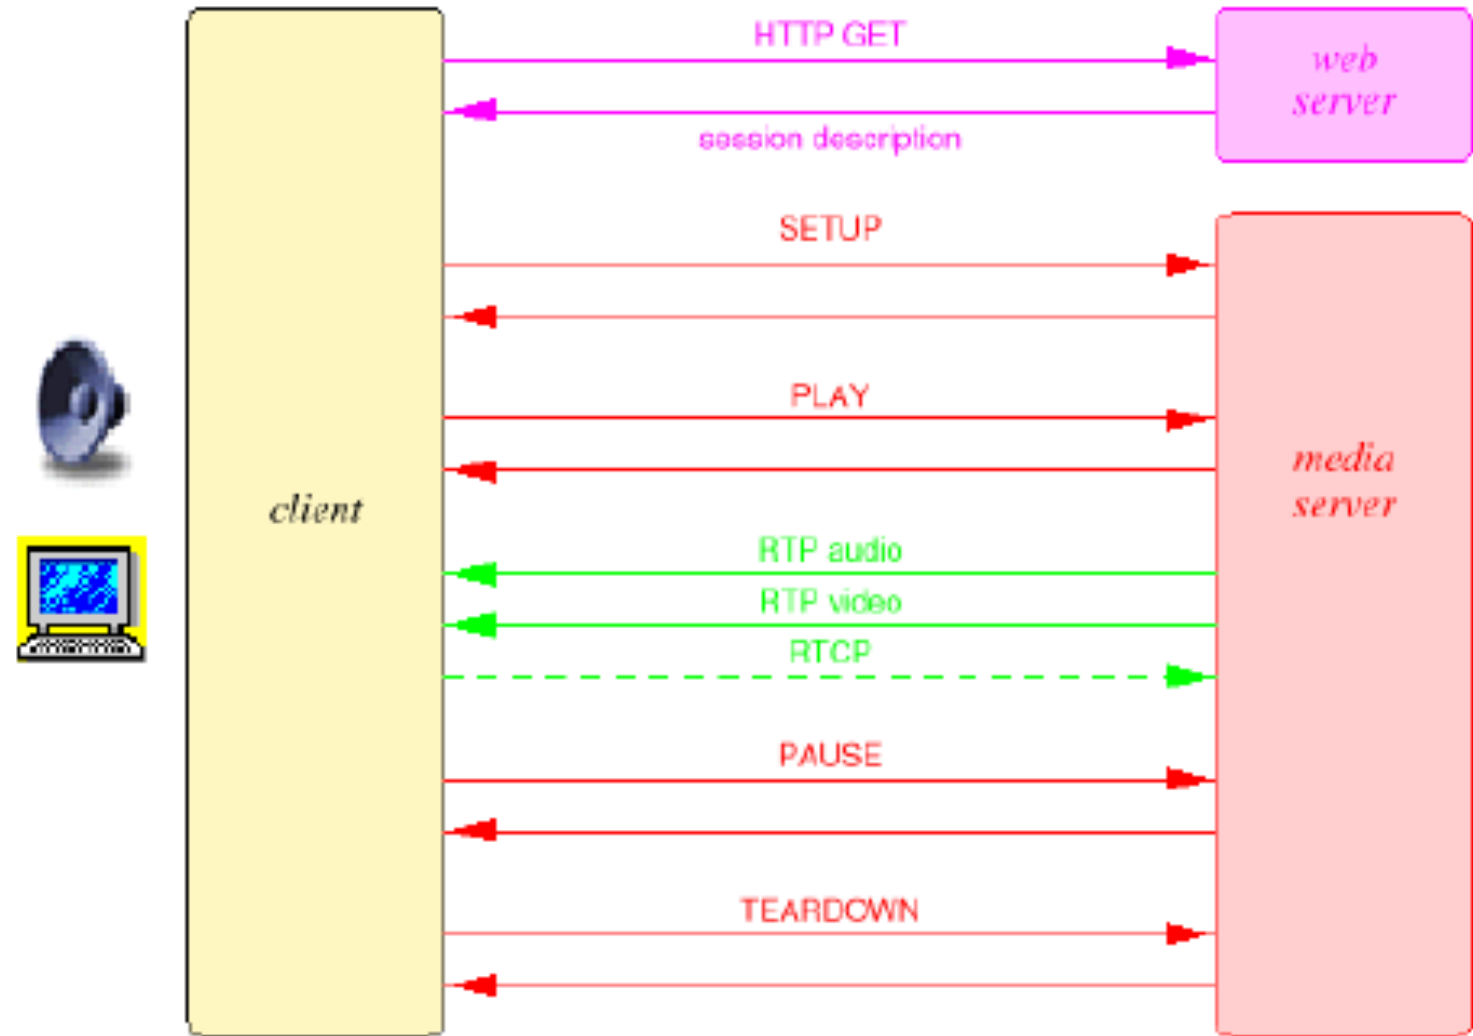 HTTP GET
web
server
session description
SETUP
PLAY
media
server
client
RTP audio
RTP video
RTCP
PAUSE
TEARDOWN